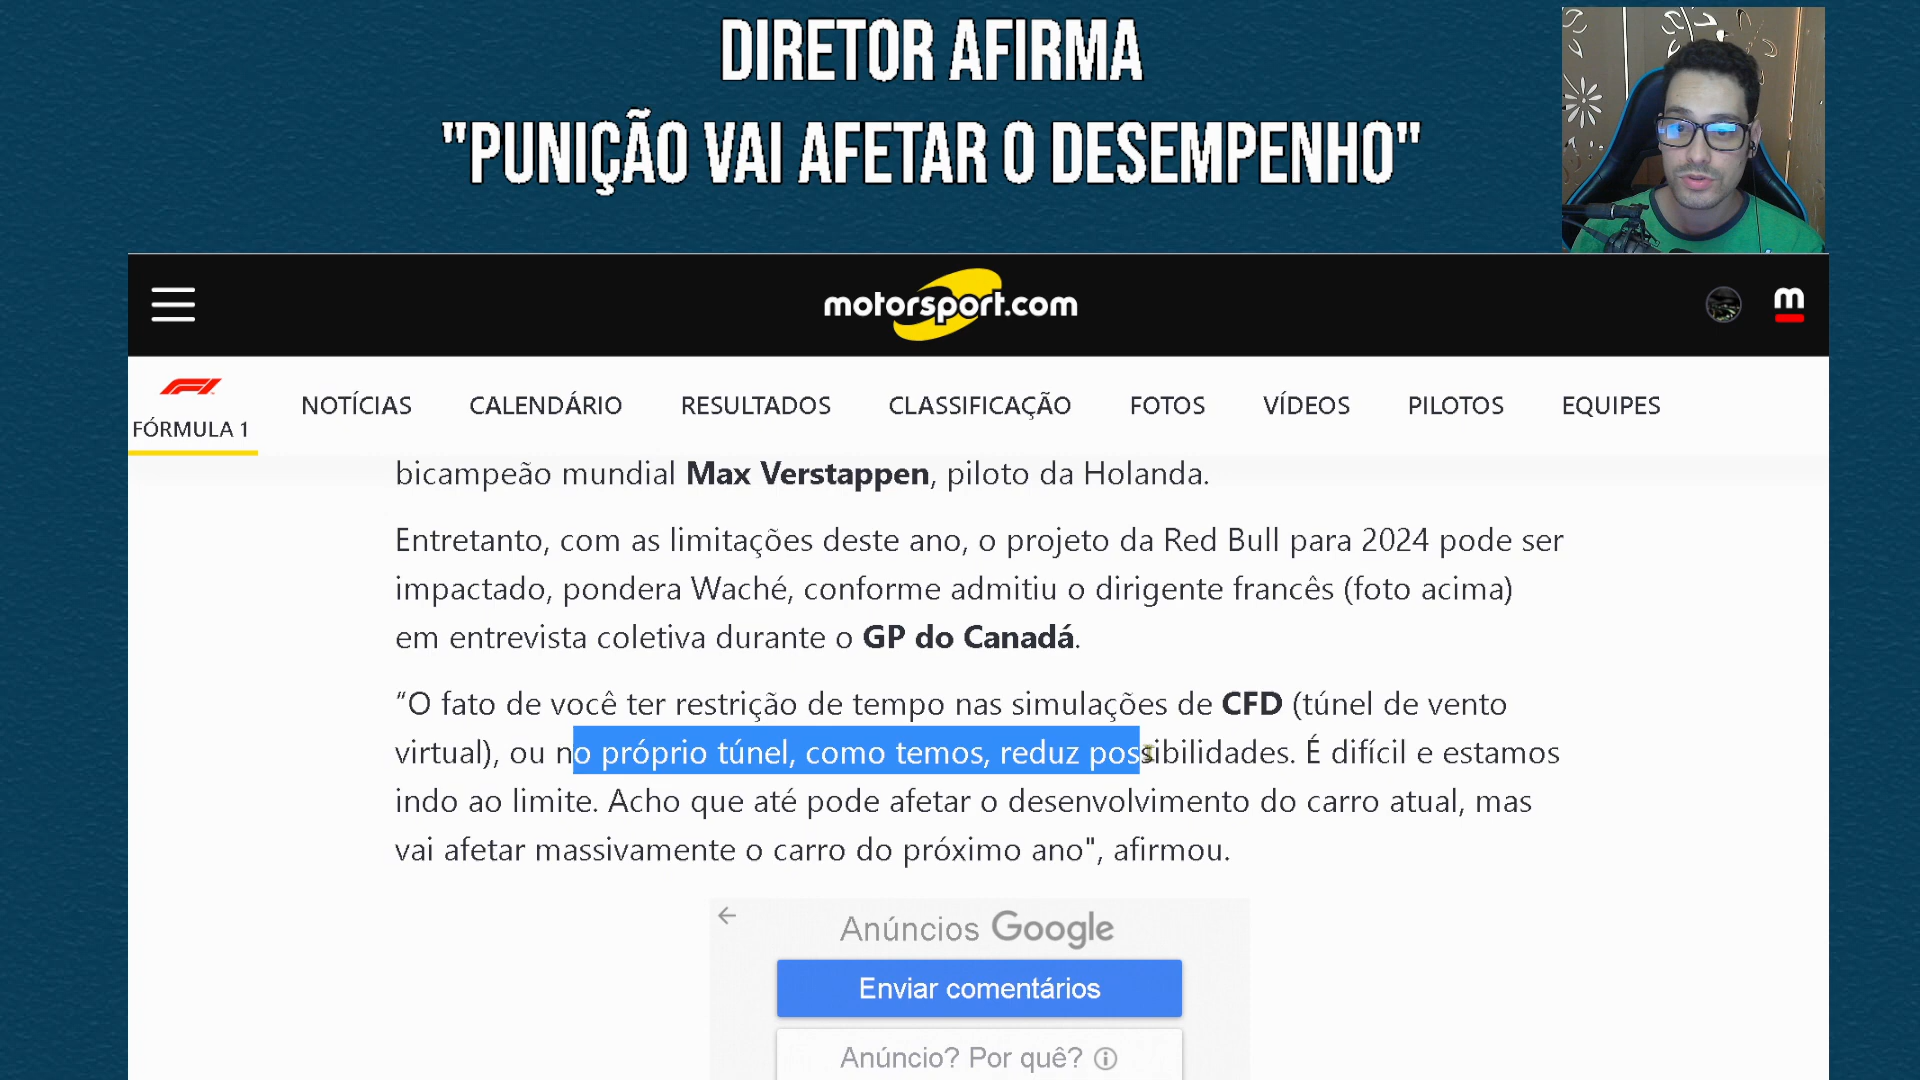 DIRETOR AFIRMA
"PUNIÇÃO VAI AFETAR O DESEMPENHO"
motorsport.com
m
FÓRMULA 1
NOTÍCIAS CALENDÁRIO RESULTADOS CLASSIFICAÇÃO FOTOS VÍDEOS PILOTOS EQUIPES
bicampeão mundial Max Verstappen, piloto da Holanda.
Entretanto, com as limitações deste ano, o projeto da Red Bull para 2024 pode ser
impactado, pondera Waché, conforme admitiu o dirigente francês (foto acima)
em entrevista coletiva durante o GP do Canadá.
“O fato de você ter restrição de tempo nas simulações de CFD (túnel de vento
virtual), ou no próprio túnel, como temos, reduz possibilidades. É difícil e estamos
indo ao limite. Acho que até pode afetar o desenvolvimento do carro atual, mas
vai afetar massivamente o carro do próximo ano", afirmou.
Anúncios Google
Enviar comentários
Anúncio? Por quê?